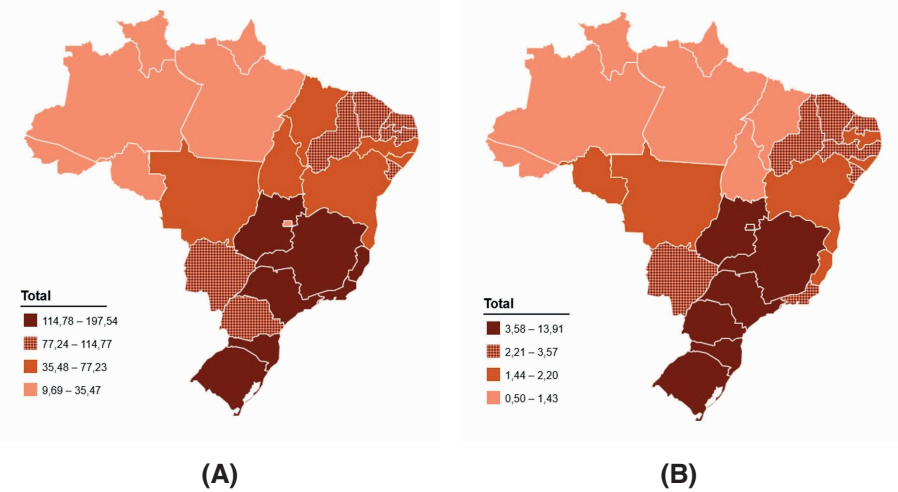 Total
114,78 – 197,54
77,24 – 114,77
35,48 – 77,23
9,69 – 35,47
(A)
Total
3,58 – 13,91
2,21 – 3,57
1,44 – 2,20
0,50 – 1,43
(B)